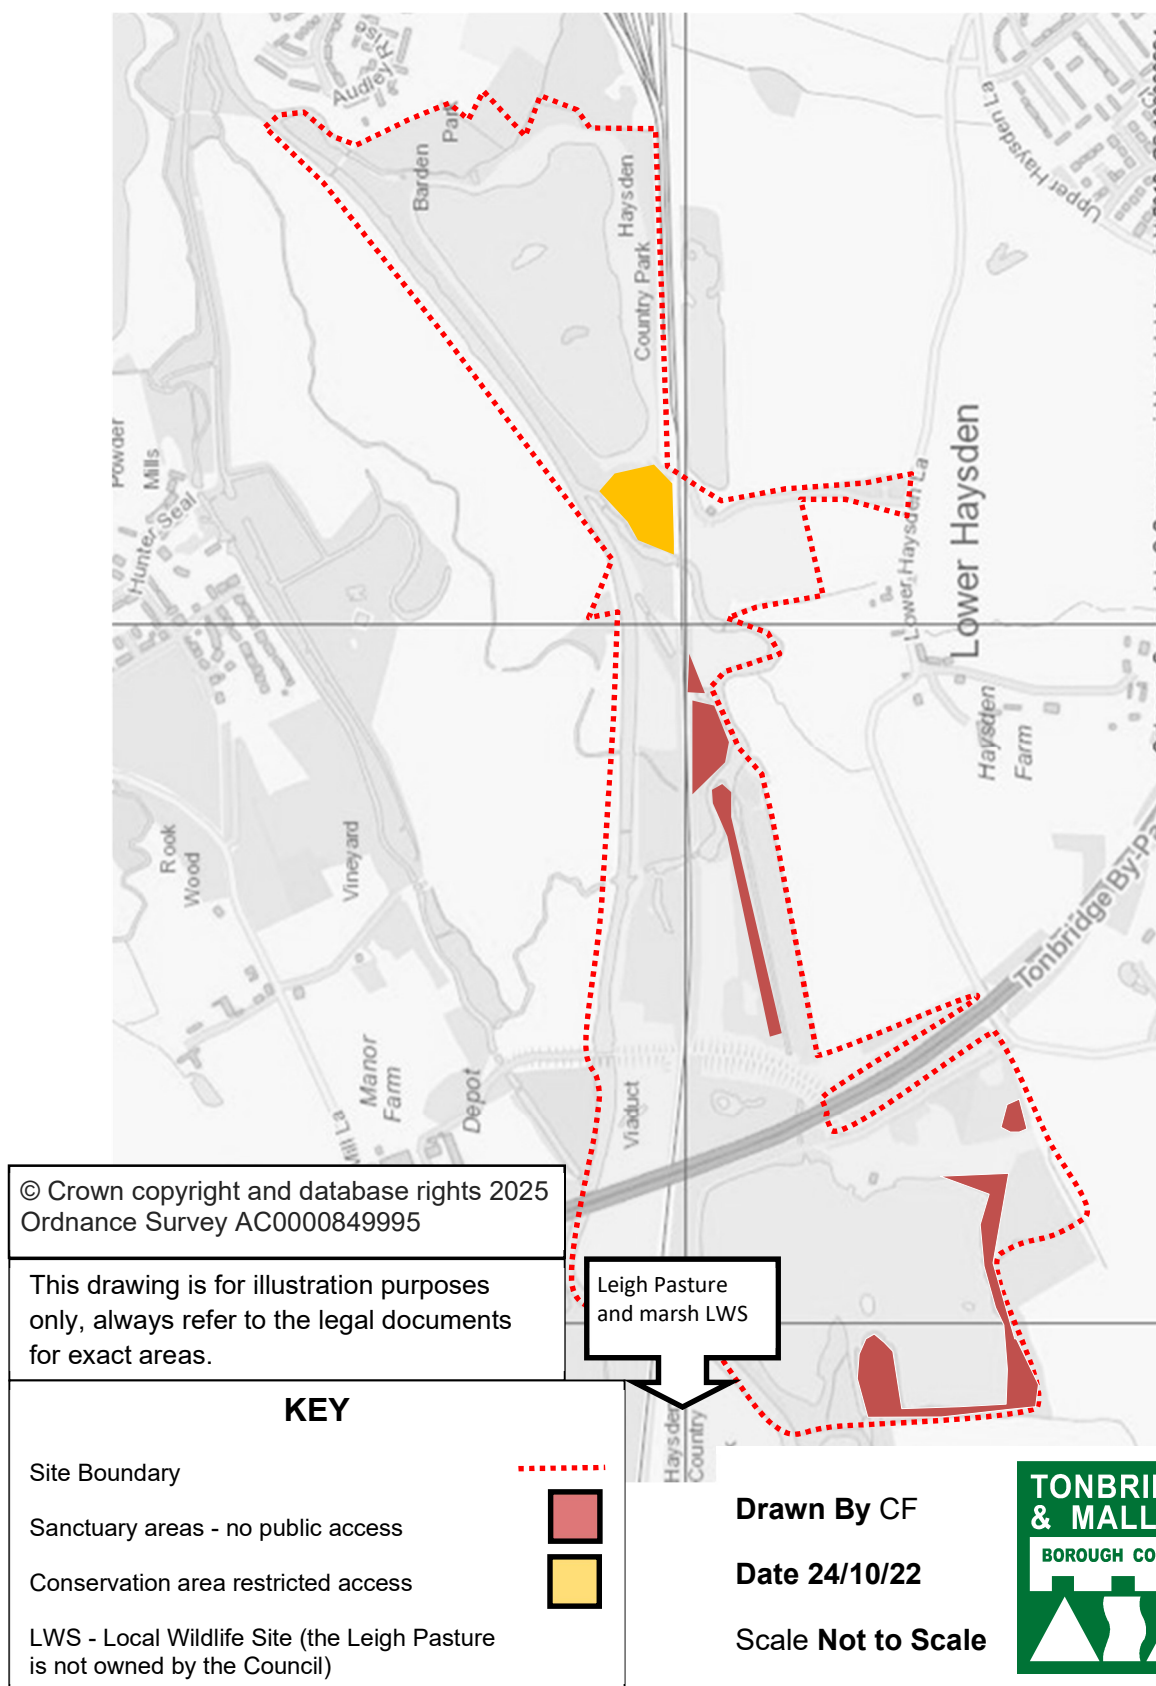 Audley Rise
Barden
Park
Haysden
Country Park
Upper Haysden La
Powder
Mills
Hunter Seal
Lower Haysden La
Lower Haysden
Haysden
Farm
Rook
Wood
Vineyard
Tonbridge By-Pa
Manor
Farm
Depot
Mill La
Viaduct
© Crown copyright and database rights 2025
Ordnance Survey AC0000849995
This drawing is for illustration purposes
only, always refer to the legal documents
for exact areas.
Leigh Pasture
and marsh LWS
Haysden
Country
KEY
Site Boundary
Sanctuary areas - no public access
Conservation area restricted access
LWS - Local Wildlife Site (the Leigh Pasture
is not owned by the Council)
Drawn By CF
Date 24/10/22
Scale Not to Scale
TONBRI
& MALL
BOROUGH CO